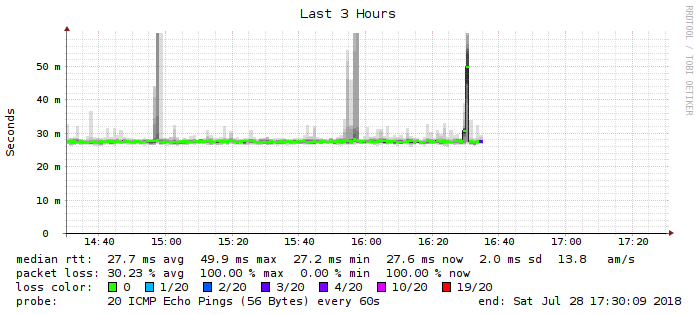 Last 3 Hours
RRDTOOL / TOBI OETIKER
Seconds
50 m
40 m
30 m
20 m
10 m
0
14:40 15:00 15:20 15:40 16:00 16:20 16:40 17:00 17:20
median rtt: 27.7 ms avg 49.9 ms max 27.2 ms min 27.6 ms now 2.0 ms sd 13.8 am/s
packet loss: 30.23 % avg 100.00 % max 0.00 % min 100.00 % now
loss color: 0 1/20 2/20 3/20 4/20 10/20 19/20
probe: 20 ICMP Echo Pings (56 Bytes) every 60s end: Sat Jul 28 17:30:09 2018